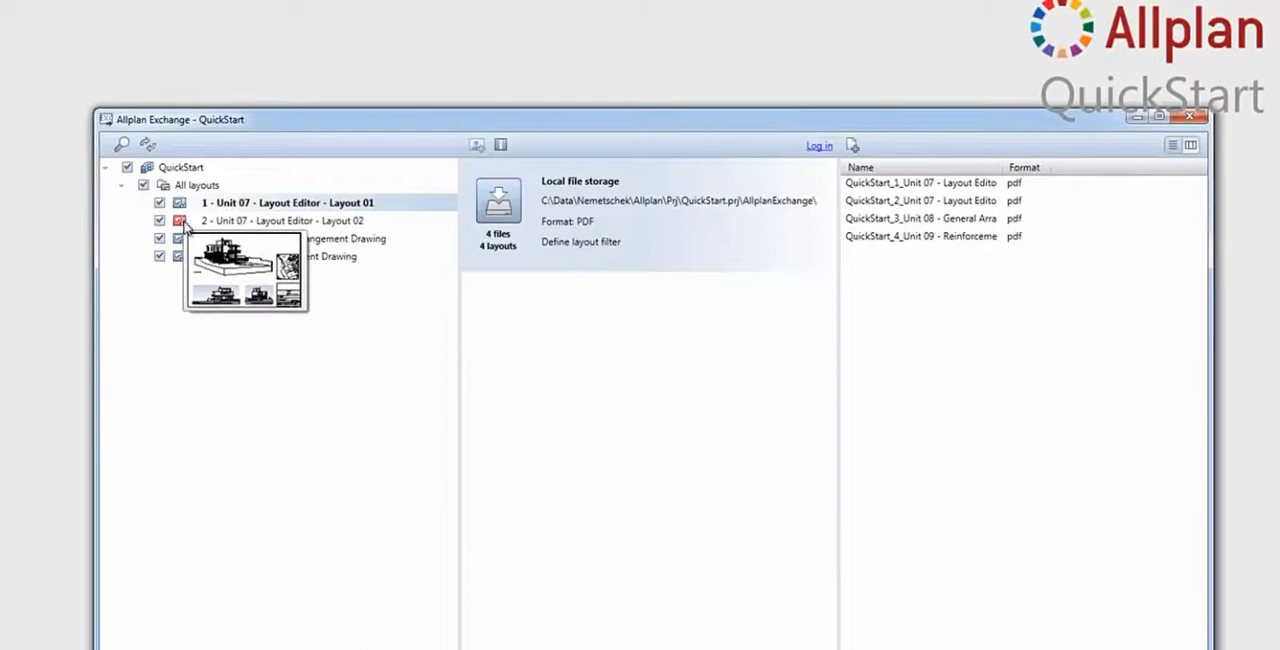 Allplan
QuickStart
Allplan Exchange - QuickStart
Log in
QuickStart
All layouts
1 - Unit 07 - Layout Editor - Layout 01
2 - Unit 07 - Layout Editor - Layout 02
angement Drawing
nt Drawing
4 files
4 layouts
Local file storage
C:\Data\Nemetschek\Allplan\Prj\QuickStart.prj\AllplanExchange\
Format: PDF
Define layout filter
Name Format
QuickStart_1_Unit 07 - Layout Edito pdf
QuickStart_2_Unit 07 - Layout Edito pdf
QuickStart_3_Unit 08 - General Arra pdf
QuickStart_4_Unit 09 - Reinforceme pdf